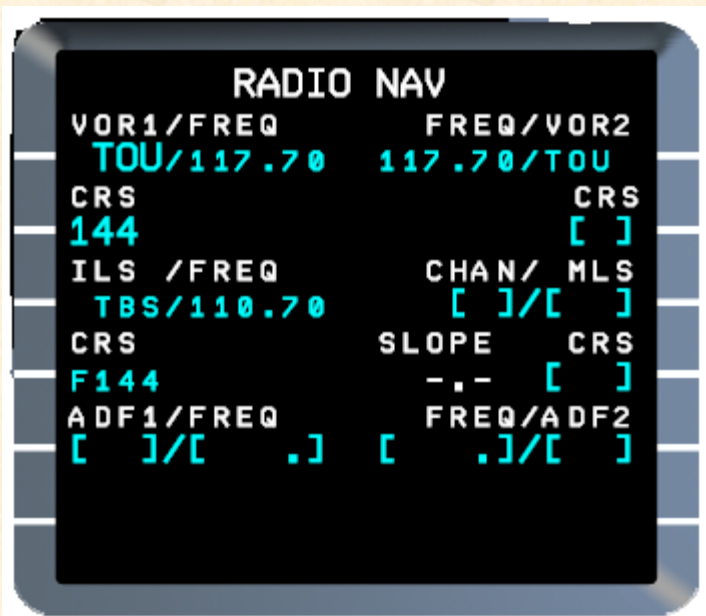 RADIO NAV
VOR1/FREQ FREQ/VOR2
TOU/117.70 117.70/TOU
CRS CRS
144 [ ]
ILS /FREQ CHAN/ MLS
TBS/110.70 [ ]/[ ]
CRS SLOPE CRS
F144 -.- [ ]
ADF1/FREQ FREQ/ADF2
[ ]/[ .] [ .]/[ ]